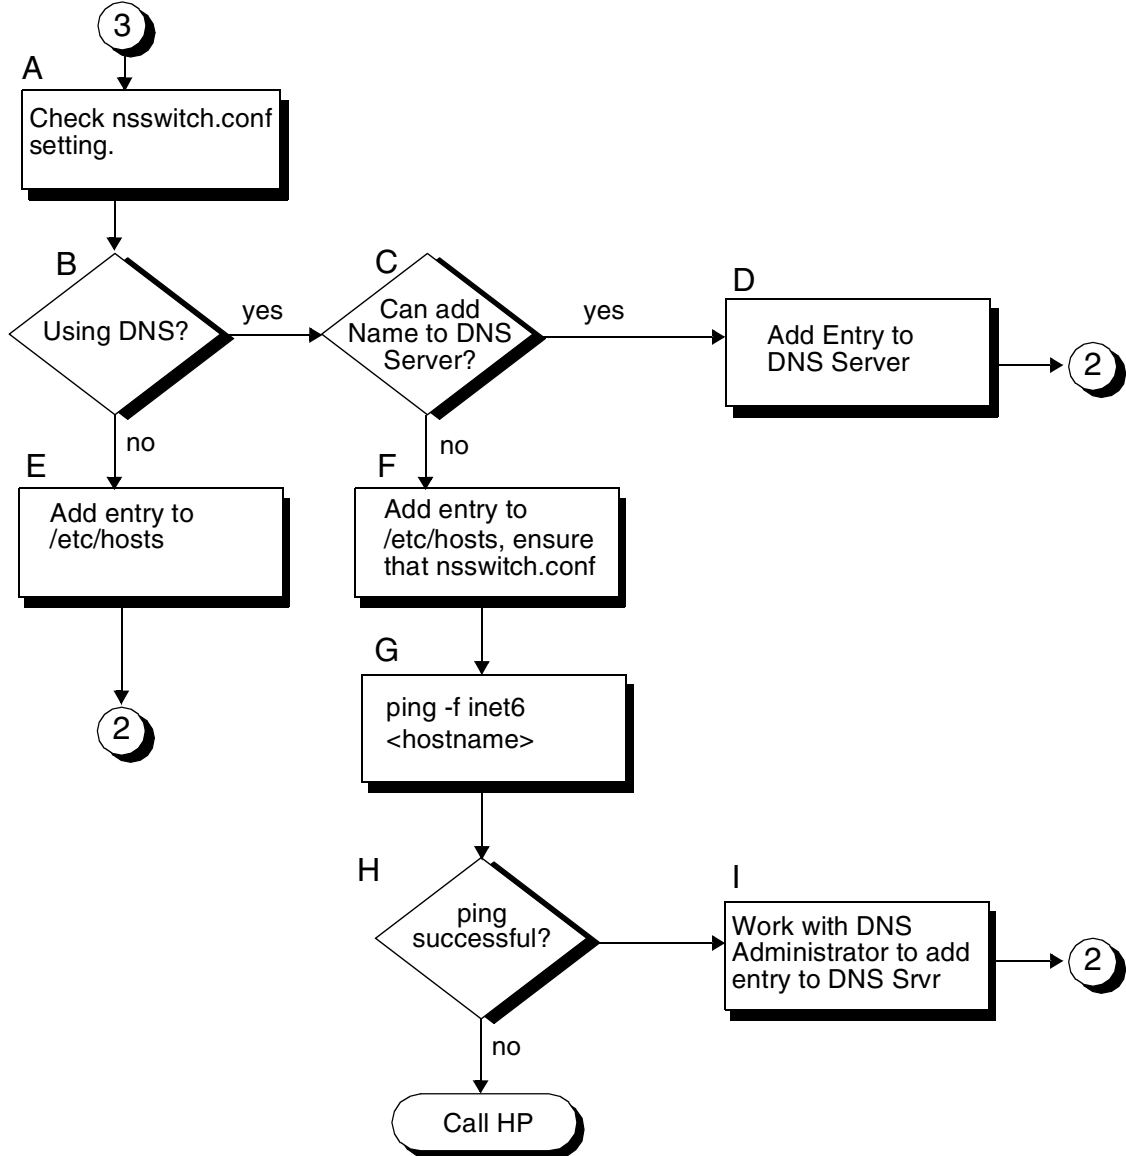 3
A
Check nsswitch.conf
setting.
B
Using DNS?
yes
C
Can add
Name to DNS
Server?
yes
D
Add Entry to
DNS Server
2
no
no
E
Add entry to
/etc/hosts
F
Add entry to
/etc/hosts, ensure
that nsswitch.conf
2
G
ping -f inet6
<hostname>
H
ping
successful?
I
Work with DNS
Administrator to add
entry to DNS Srvr
2
no
Call HP